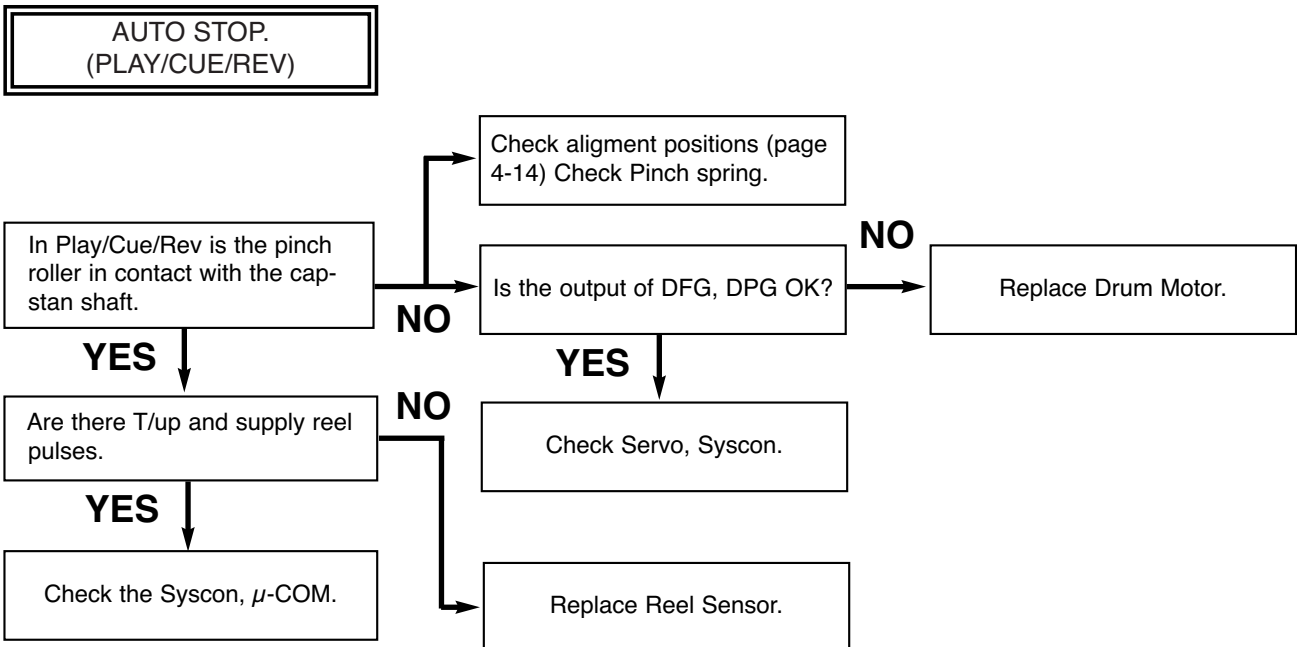 AUTO STOP.
(PLAY/CUE/REV)
Check aligment positions (page
4-14) Check Pinch spring.
In Play/Cue/Rev is the pinch
roller in contact with the cap-
stan shaft.
NO
Is the output of DFG, DPG OK?
NO
Replace Drum Motor.
YES
YES
Are there T/up and supply reel
pulses.
NO
Check Servo, Syscon.
YES
Check the Syscon, µ-COM.
Replace Reel Sensor.